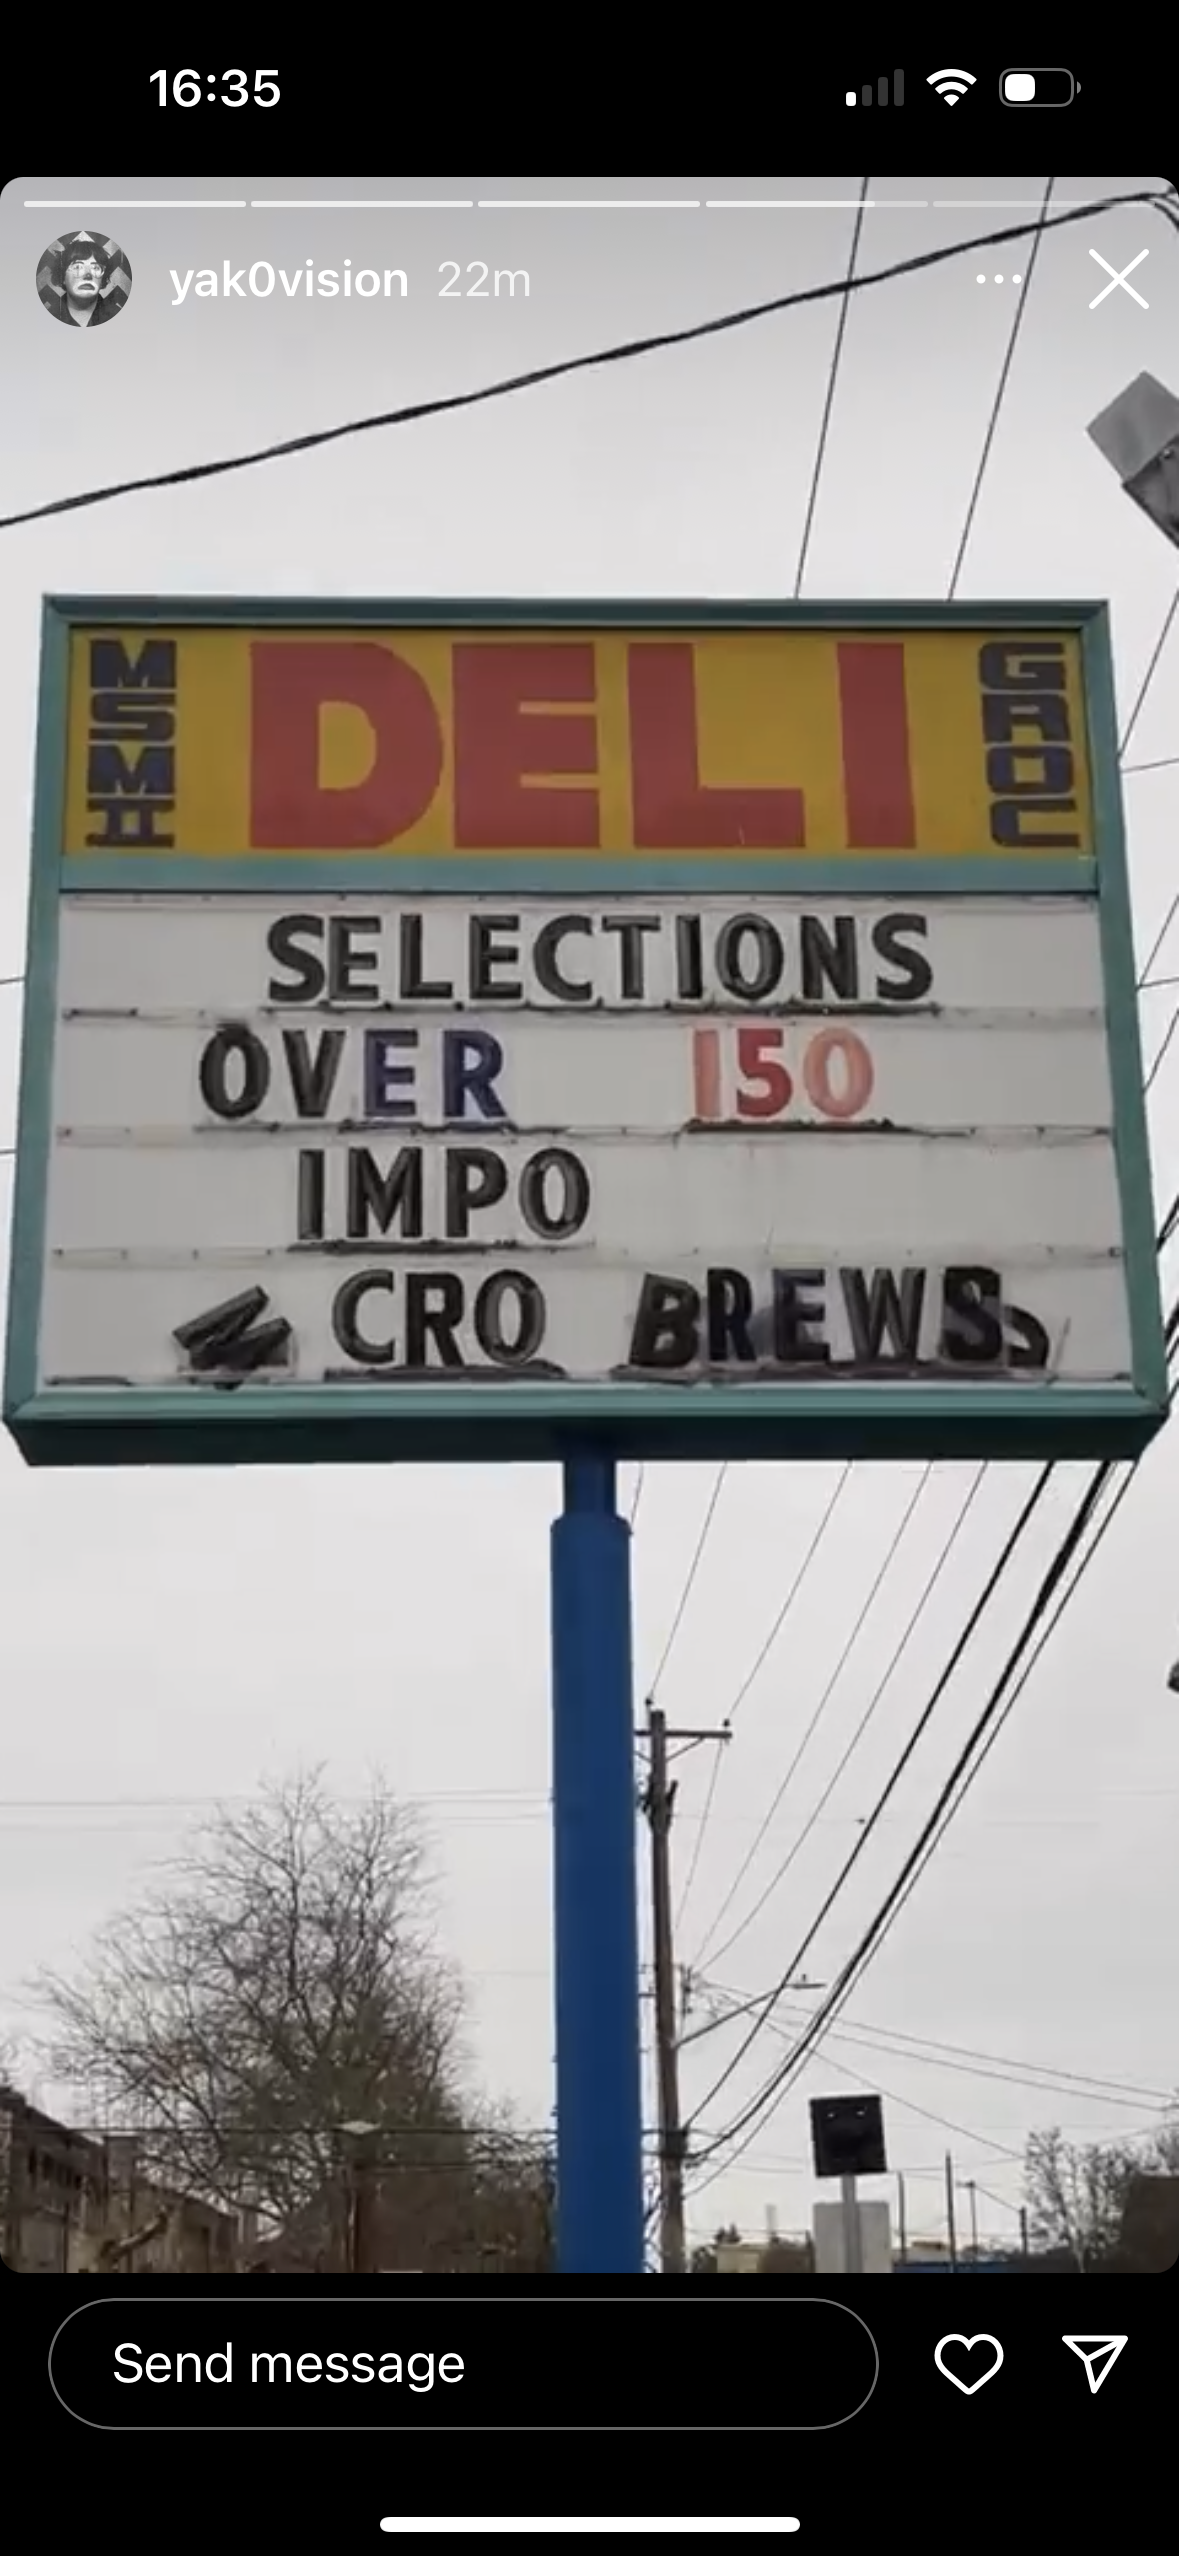 16:35
yak0vision 22m
MSM II
DELI
GROC
SELECTIONS
OVER 150
IMPO
M CRO BREWS
Send message